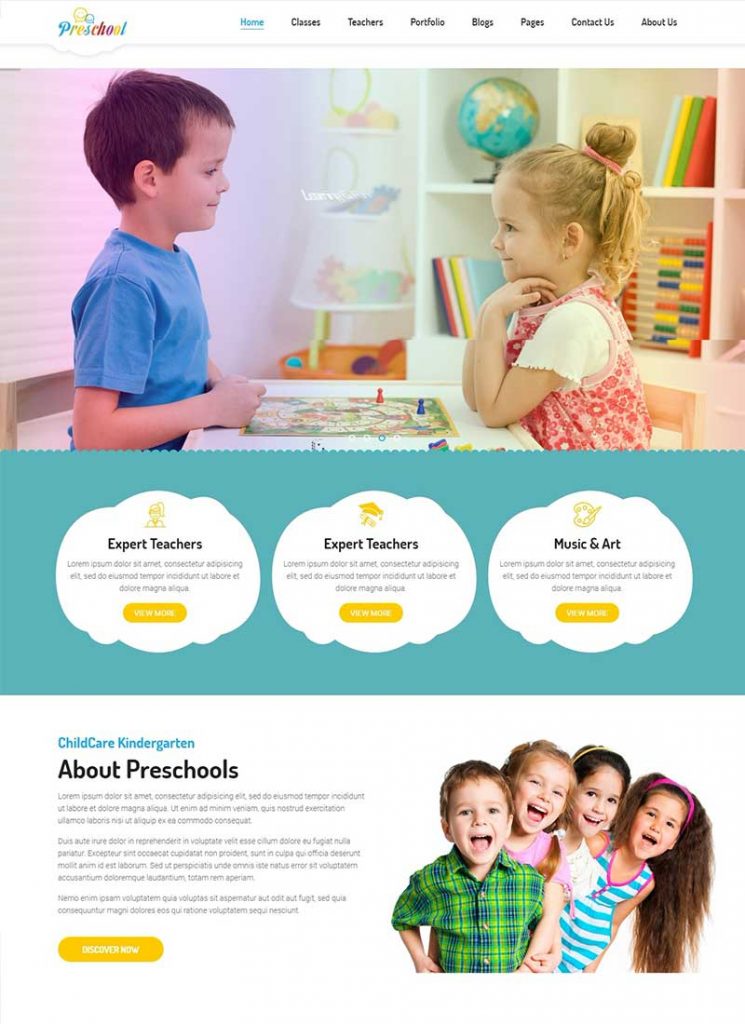 Preschool
Home Classes Teachers Portfolio Blogs Pages Contact Us About Us
Learning
Expert Teachers
Lorem ipsum dolor sit amet, consectetur adipisicing
elit, sed do eiusmod tempor incididunt ut labore et
dolore magna aliqua.
VIEW MORE
Expert Teachers
Lorem ipsum dolor sit amet, consectetur adipisicing
elit, sed do eiusmod tempor incididunt ut labore et
dolore magna aliqua.
VIEW MORE
Music & Art
Lorem ipsum dolor sit amet, consectetur adipisicing
elit, sed do eiusmod tempor incididunt ut labore et
dolore magna aliqua.
VIEW MORE
ChildCare Kindergarten
About Preschools
Lorem ipsum dolor sit amet, consectetur adipisicing elit, sed do eiusmod tempor incididunt
ut labore et dolore magna aliqua. Ut enim ad minim veniam, quis nostrud exercitation
ullamco laboris nisi ut aliquip ex ea commodo consequat.
Duis aute irure dolor in reprehenderit in voluptate velit esse cillum dolore eu fugiat nulla
pariatur. Excepteur sint occaecat cupidatat non proident, sunt in culpa qui officia deserunt
mollit anim id est laborum. Sed ut perspiciatis unde omnis iste natus error sit voluptatem
accusantium doloremque laudantium, totam rem aperiam.
Nemo enim ipsam voluptatem quia voluptas sit aspernatur aut odit aut fugit, sed quia
consequuntur magni dolores eos qui ratione voluptatem sequi nesciunt.
DISCOVER NOW